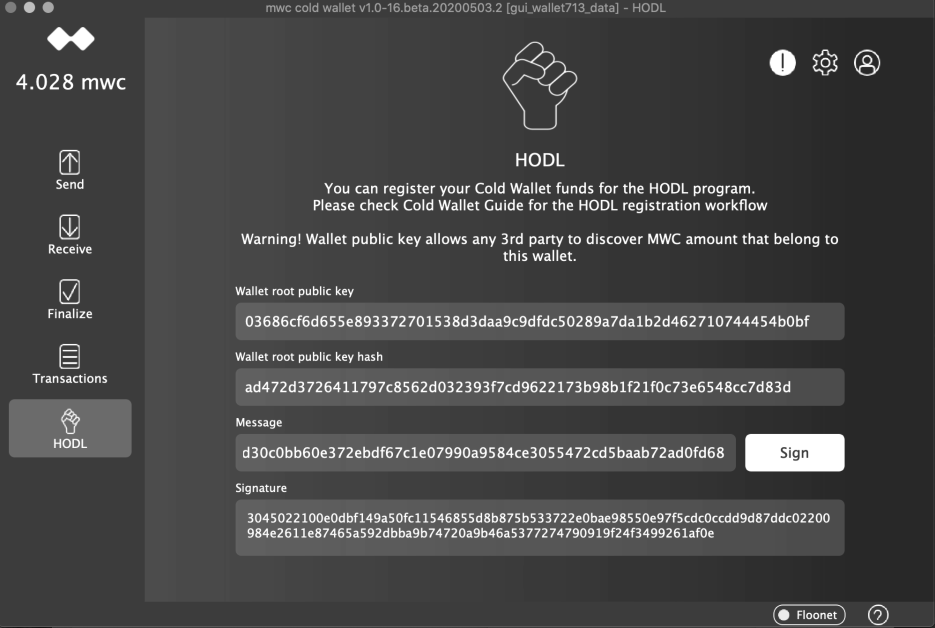 mwc cold wallet v1.0-16.beta.20200503.2 [gui_wallet713_data] - HODL
4.028 mwc
Send
Receive
Finalize
Transactions
HODL
HODL
You can register your Cold Wallet funds for the HODL program.
Please check Cold Wallet Guide for the HODL registration workflow
Warning! Wallet public key allows any 3rd party to discover MWC amount that belong to
this wallet.
Wallet root public key
03686cf6d655e893372701538d3daa9c9dfdc50289a7da1b2d462710744454b0bf
Wallet root public key hash
ad472d3726411797c8562d032393f7cd9622173b98b1f21f0c73e6548cc7d83d
Message
d30c0bb60e372ebdf67c1e07990a9584ce3055472cd5baab72ad0fd68
Sign
Signature
3045022100e0dbf149a50fc11546855d8b875b533722e0bae98550e97f5cdc0ccdd9d87ddc02200
984e2611e87465a592dbba9b74720a9b46a5377274790919f24f3499261af0e
Floonet